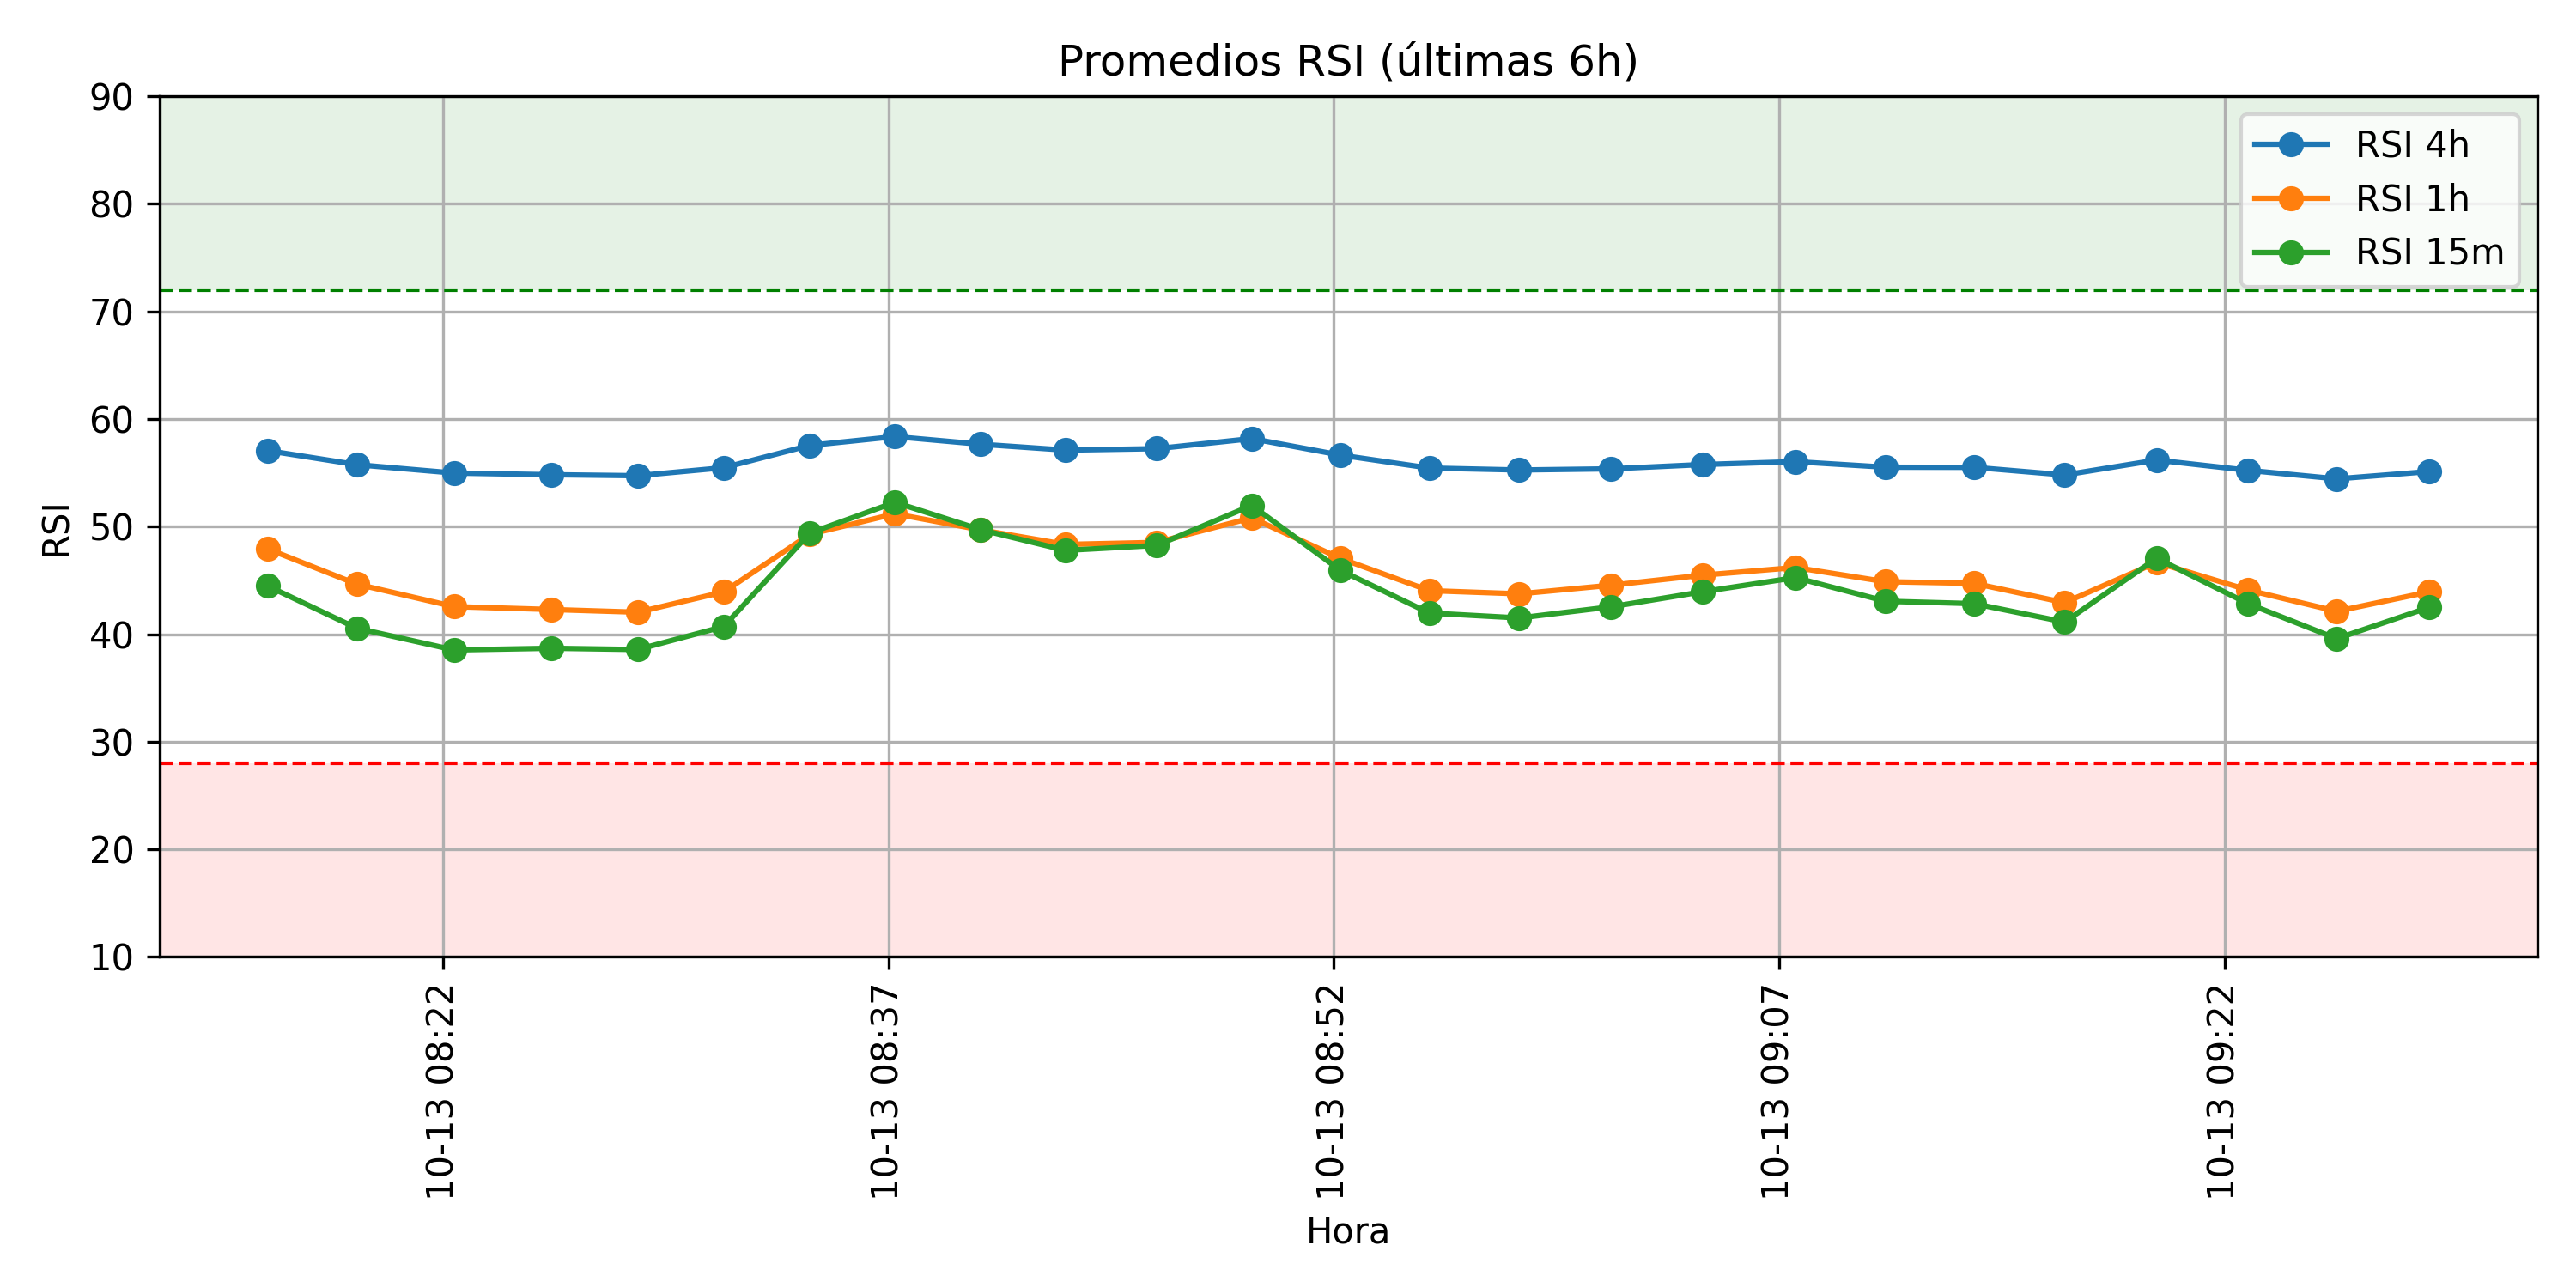 Promedios RSI (últimas 6h)
90
80
70
60
50
40
30
20
10
RSI
RSI 4h
RSI 1h
RSI 15m
10-13 08:22
10-13 08:37
10-13 08:52
10-13 09:07
10-13 09:22
Hora